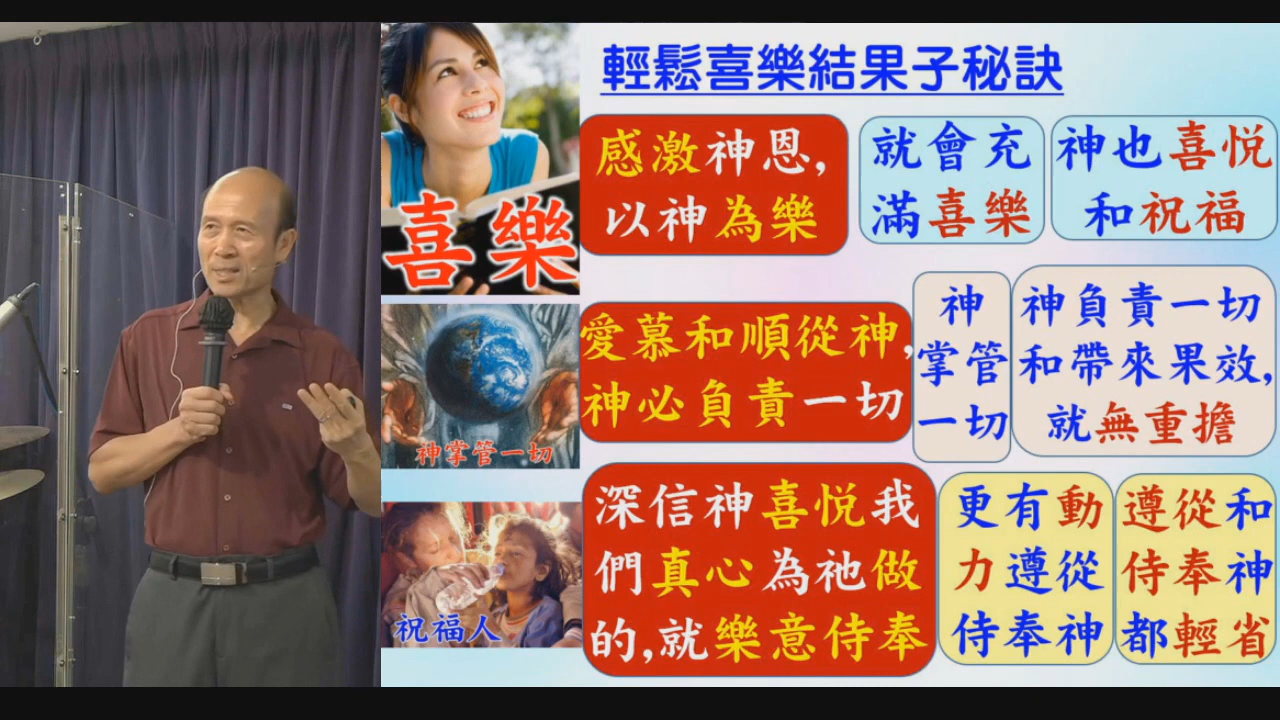 輕鬆喜樂結果子秘訣
喜樂
感激神恩,
以神為樂
就會充
滿喜樂
神也喜悅
和祝福
神掌管一切
愛慕和順從神,
神必負責一切
神
掌管
一切
神負責一切
和帶來果效,
就無重擔
祝福人
深信神喜悅我
們真心為祂做
的,就樂意侍奉
更有動
力遵從
侍奉神
遵從和
侍奉神
都輕省